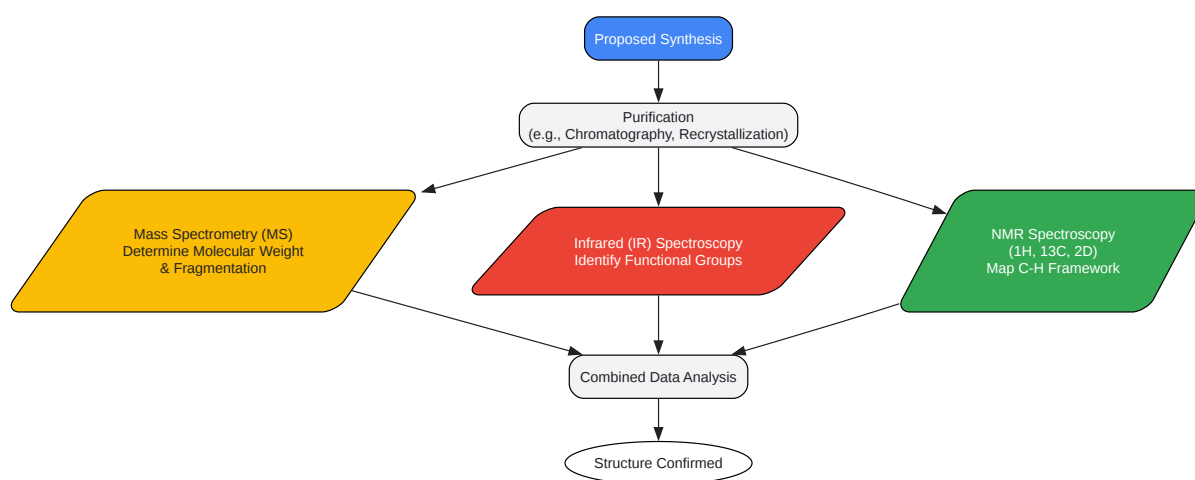 Proposed Synthesis
Purification
(e.g., Chromatography, Recrystallization)
Mass Spectrometry (MS)
Determine Molecular Weight
& Fragmentation
Infrared (IR) Spectroscopy
Identify Functional Groups
NMR Spectroscopy
(1H, 13C, 2D)
Map C-H Framework
Combined Data Analysis
Structure Confirmed